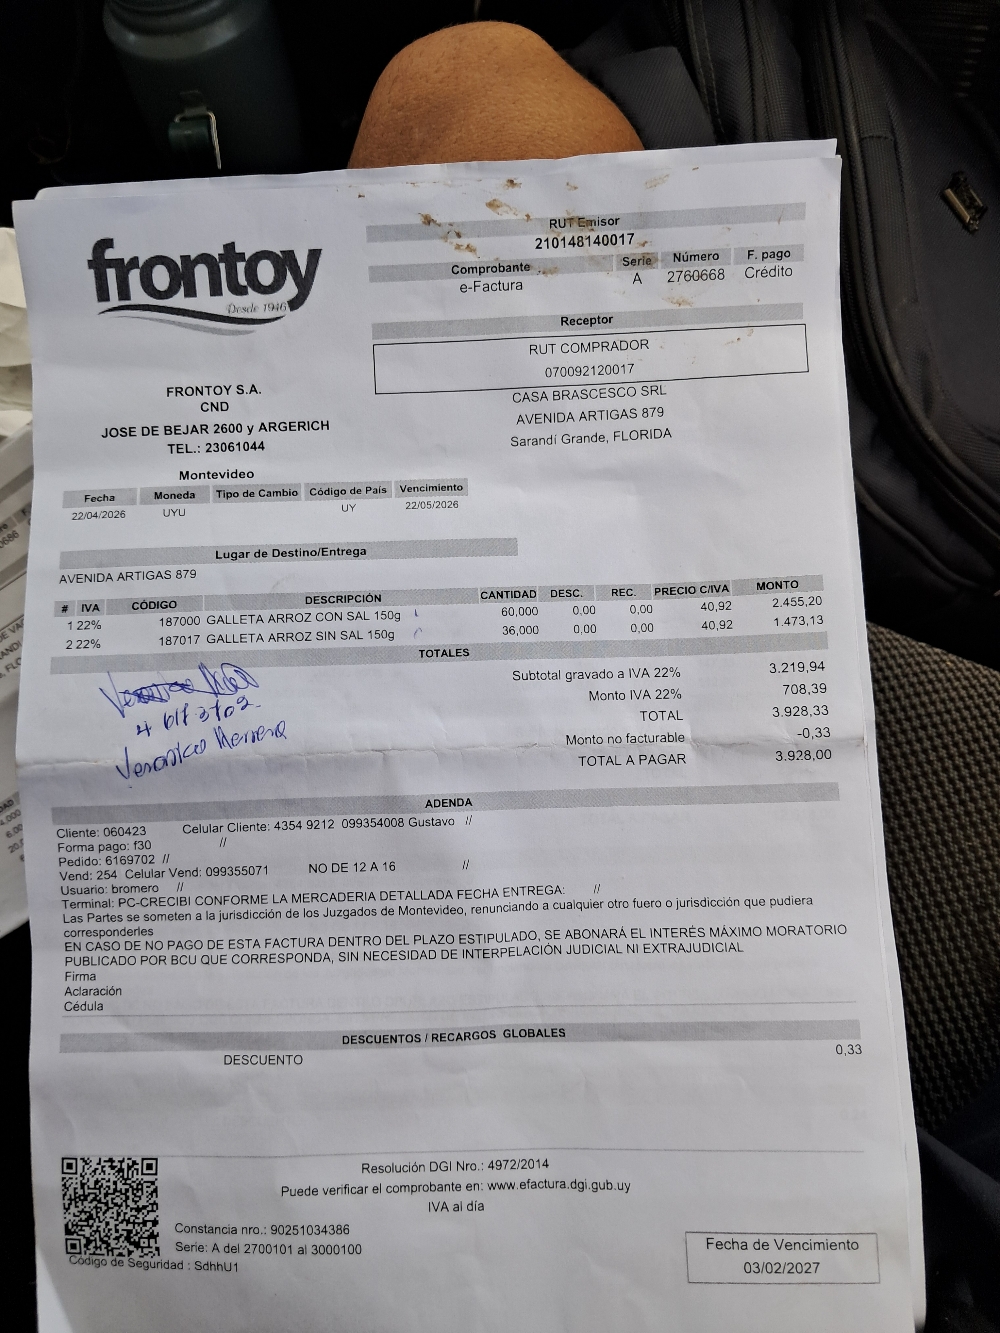 frontoy
Desde 1946
FRONTOY S.A.
CND
JOSE DE BEJAR 2600 y ARGERICH
TEL.: 23061044
Montevideo
RUT Emisor
210148140017
Comprobante Serie Número F. pago
e-Factura A 2760668 Crédito
Receptor
RUT COMPRADOR
070092120017
CASA BRASCESCO SRL
AVENIDA ARTIGAS 879
Sarandí Grande, FLORIDA
Fecha Moneda Tipo de Cambio Código de País Vencimiento
22/04/2026 UYU UY 22/05/2026
Lugar de Destino/Entrega
AVENIDA ARTIGAS 879
# IVA CÓDIGO DESCRIPCIÓN CANTIDAD DESC. REC. PRECIO C/IVA MONTO
1 22% 187000 GALLETA ARROZ CON SAL 150g 60,000 0,00 0,00 40,92 2.455,20
2 22% 187017 GALLETA ARROZ SIN SAL 150g 36,000 0,00 0,00 40,92 1.473,13
TOTALES
Subtotal gravado a IVA 22% 3.219,94
Monto IVA 22% 708,39
TOTAL 3.928,33
Monto no facturable -0,33
TOTAL A PAGAR 3.928,00
Veronica Herrera
ADENDA
Cliente: 060423 Celular Cliente: 4354 9212 099354008 Gustavo //
Forma pago: f30 //
Pedido: 6169702 //
Vend: 254 Celular Vend: 099355071 NO DE 12 A 16 //
Usuario: bromero //
Terminal: PC-CRECIBI CONFORME LA MERCADERIA DETALLADA FECHA ENTREGA: //
Las Partes se someten a la jurisdicción de los Juzgados de Montevideo, renunciando a cualquier otro fuero o jurisdicción que pudiera
corresponderles
EN CASO DE NO PAGO DE ESTA FACTURA DENTRO DEL PLAZO ESTIPULADO, SE ABONARÁ EL INTERÉS MÁXIMO MORATORIO
PUBLICADO POR BCU QUE CORRESPONDA, SIN NECESIDAD DE INTERPELACIÓN JUDICIAL NI EXTRAJUDICIAL
Firma
Aclaración
Cédula
DESCUENTOS / RECARGOS GLOBALES
DESCUENTO 0,33
Resolución DGI Nro.: 4972/2014
Puede verificar el comprobante en: www.efactura.dgi.gub.uy
IVA al día
Constancia nro.: 90251034386
Serie: A del 2700101 al 3000100
Código de Seguridad : SdhhU1
Fecha de Vencimiento
03/02/2027